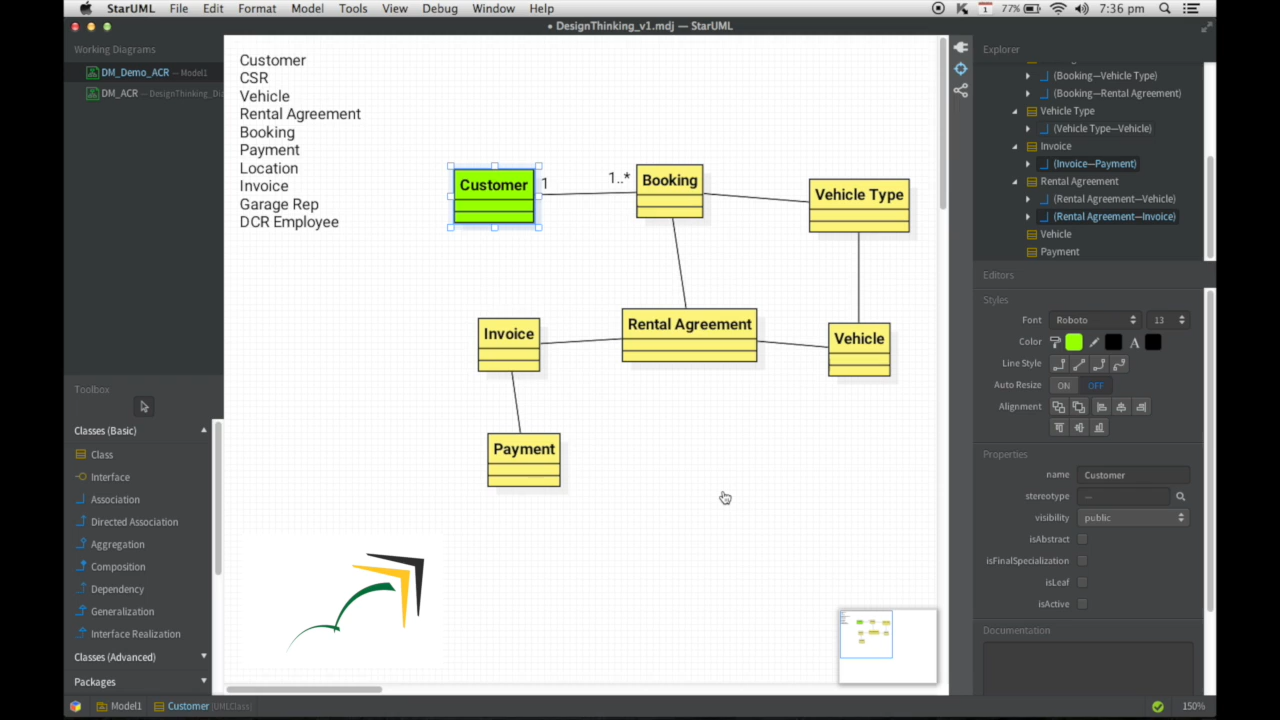 StarUML File Edit Format Model Tools View Debug Window Help 1 77% 7:36 pm
DesignThinking_v1.mdj — StarUML
Working Diagrams
DM_Demo_ACR — Model1
DM_ACR — DesignThinking_Dia
Toolbox
Classes (Basic)
Class
Interface
Association
Directed Association
Aggregation
Composition
Dependency
Generalization
Interface Realization
Classes (Advanced)
Packages
Customer
CSR
Vehicle
Rental Agreement
Booking
Payment
Location
Invoice
Garage Rep
DCR Employee
Customer
1
1..*
Booking
Vehicle Type
Invoice
Rental Agreement
Vehicle
Payment
Explorer
(Booking—Vehicle Type)
(Booking—Rental Agreement)
Vehicle Type
(Vehicle Type—Vehicle)
Invoice
(Invoice—Payment)
Rental Agreement
(Rental Agreement—Vehicle)
(Rental Agreement—Invoice)
Vehicle
Payment
Editors
Styles
Font Roboto 13
Color A
Line Style
Auto Resize ON OFF
Alignment
Properties
name Customer
stereotype —
visibility public
isAbstract
isFinalSpecialization
isLeaf
isActive
Documentation
Model1 Customer (UMLClass) 150%